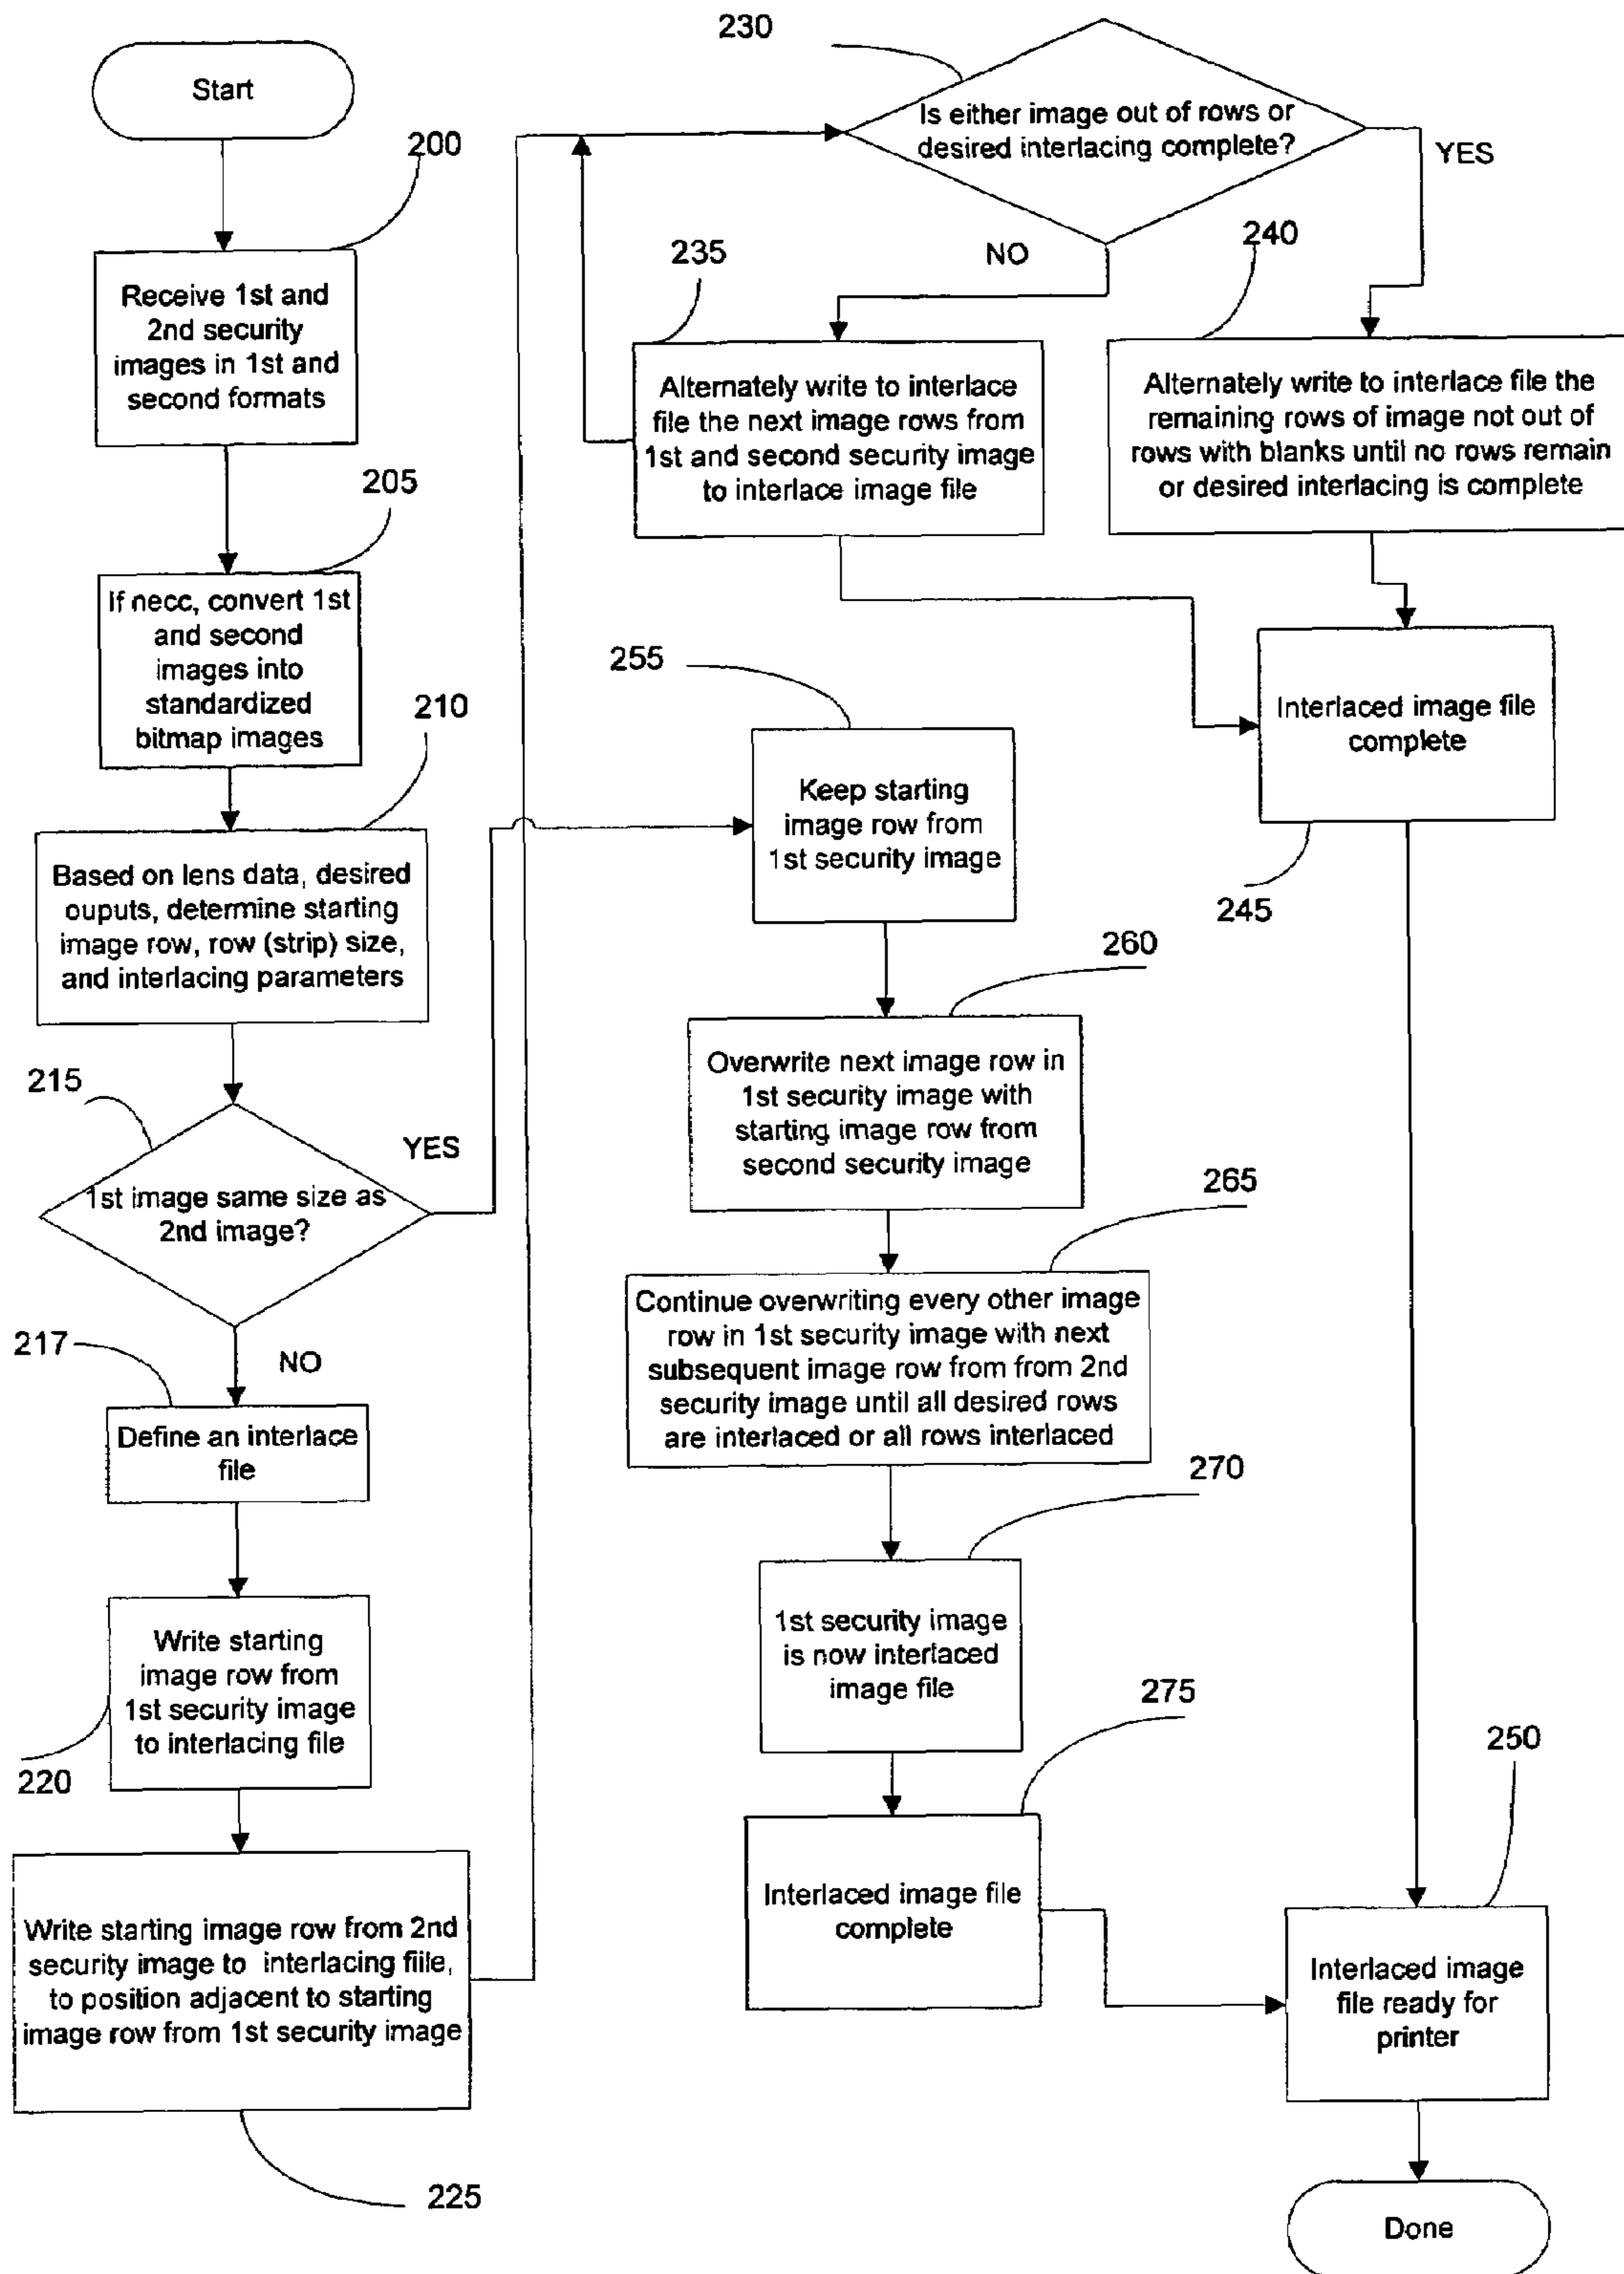 Start
200
Receive 1st and
2nd security
images in 1st and
second formats
205
If necc, convert 1st
and second
images into
standardized
bitmap images
210
Based on lens data, desired
ouputs, determine starting
image row, row (strip) size,
and interlacing parameters
215
YES
1st image same size as
2nd image?
217
NO
Define an interlace
file
Write starting
image row from
1st security image
to interlacing file
220
Write starting image row from 2nd
security image to interlacing fiile,
to position adjacent to starting
image row from 1st security image
225
230
Is either image out of rows or
desired interlacing complete?
YES
NO
235
Alternately write to interlace
file the next image rows from
1st and second security image
to interlace image file
240
Alternately write to interlace file the
remaining rows of image not out of
rows with blanks until no rows remain
or desired interlacing is complete
Interlaced image file
complete
245
255
Keep starting
image row from
1st security image
260
Overwrite next image row in
1st security image with
starting image row from
second security image
265
Continue overwriting every other image
row in 1st security image with next
subsequent image row from from 2nd
security image until all desired rows
are interlaced or all rows interlaced
270
1st security image
is now interlaced
image file
275
Interlaced image file
complete
250
Interlaced image
file ready for
printer
Done